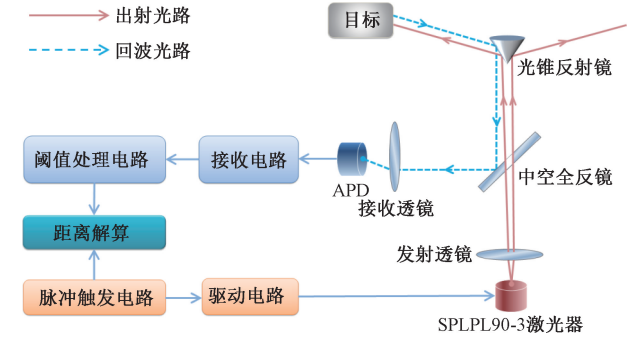 出射光路
回波光路
目标
光锥反射镜
阈值处理电路
接收电路
APD
接收透镜
中空全反镜
距离解算
发射透镜
脉冲触发电路
驱动电路
SPLPL90-3激光器